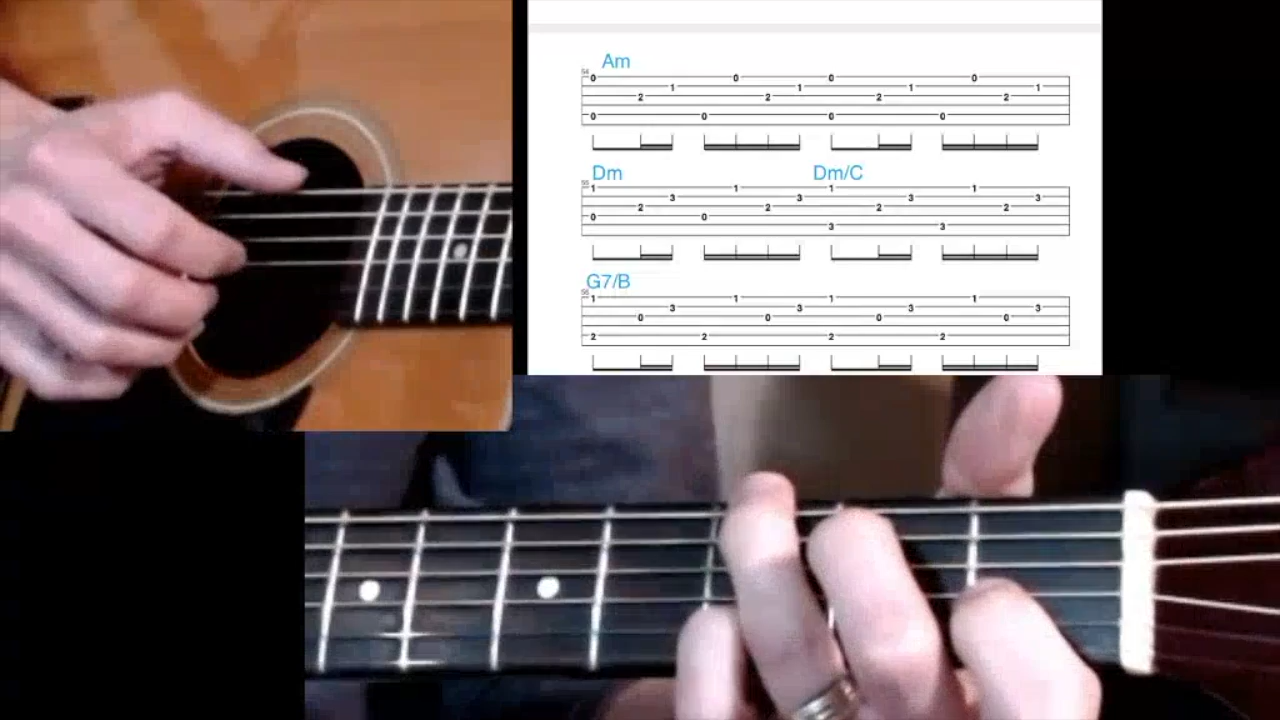 Am
54
0 0 0 0
1 1 1 1
2 2 2 2
0 0 0 0
Dm Dm/C
55
1 1 1 1
3 3 3 3
2 2 2 2
0 0
3 3
G7/B
56
1 1 1 1
3 3 3 3
0 0 0 0
2 2 2 2